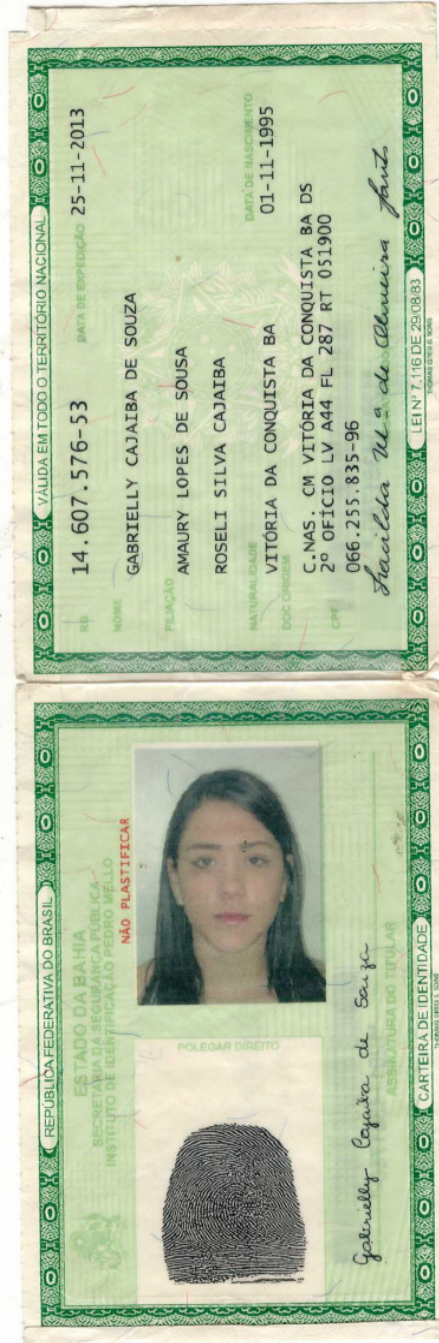 REPÚBLICA FEDERATIVA DO BRASIL
ESTADO DA BAHIA
SECRETARIA DA SEGURANÇA PÚBLICA
INSTITUTO DE IDENTIFICAÇÃO PEDRO MELLO
NÃO PLASTIFICAR
POLEGAR DIREITO
Gabrielly Cajaiba de Souza
ASSINATURA DO TITULAR
CARTEIRA DE IDENTIDADE
VÁLIDA EM TODO O TERRITÓRIO NACIONAL
RG 14.607.576-53 DATA DE EXPEDIÇÃO 25-11-2013
NOME GABRIELLY CAJAIBA DE SOUZA
FILIAÇÃO AMAURY LOPES DE SOUSA
ROSELI SILVA CAJAIBA
NATURALIDADE VITÓRIA DA CONQUISTA BA DATA DE NASCIMENTO 01-11-1995
DOC ORIGEM C.NAS. CM VITÓRIA DA CONQUISTA BA DS
2º OFÍCIO LV A44 FL 287 RT 051900
CPF 066.255.835-96
LEI Nº 7.116 DE 29/08/83